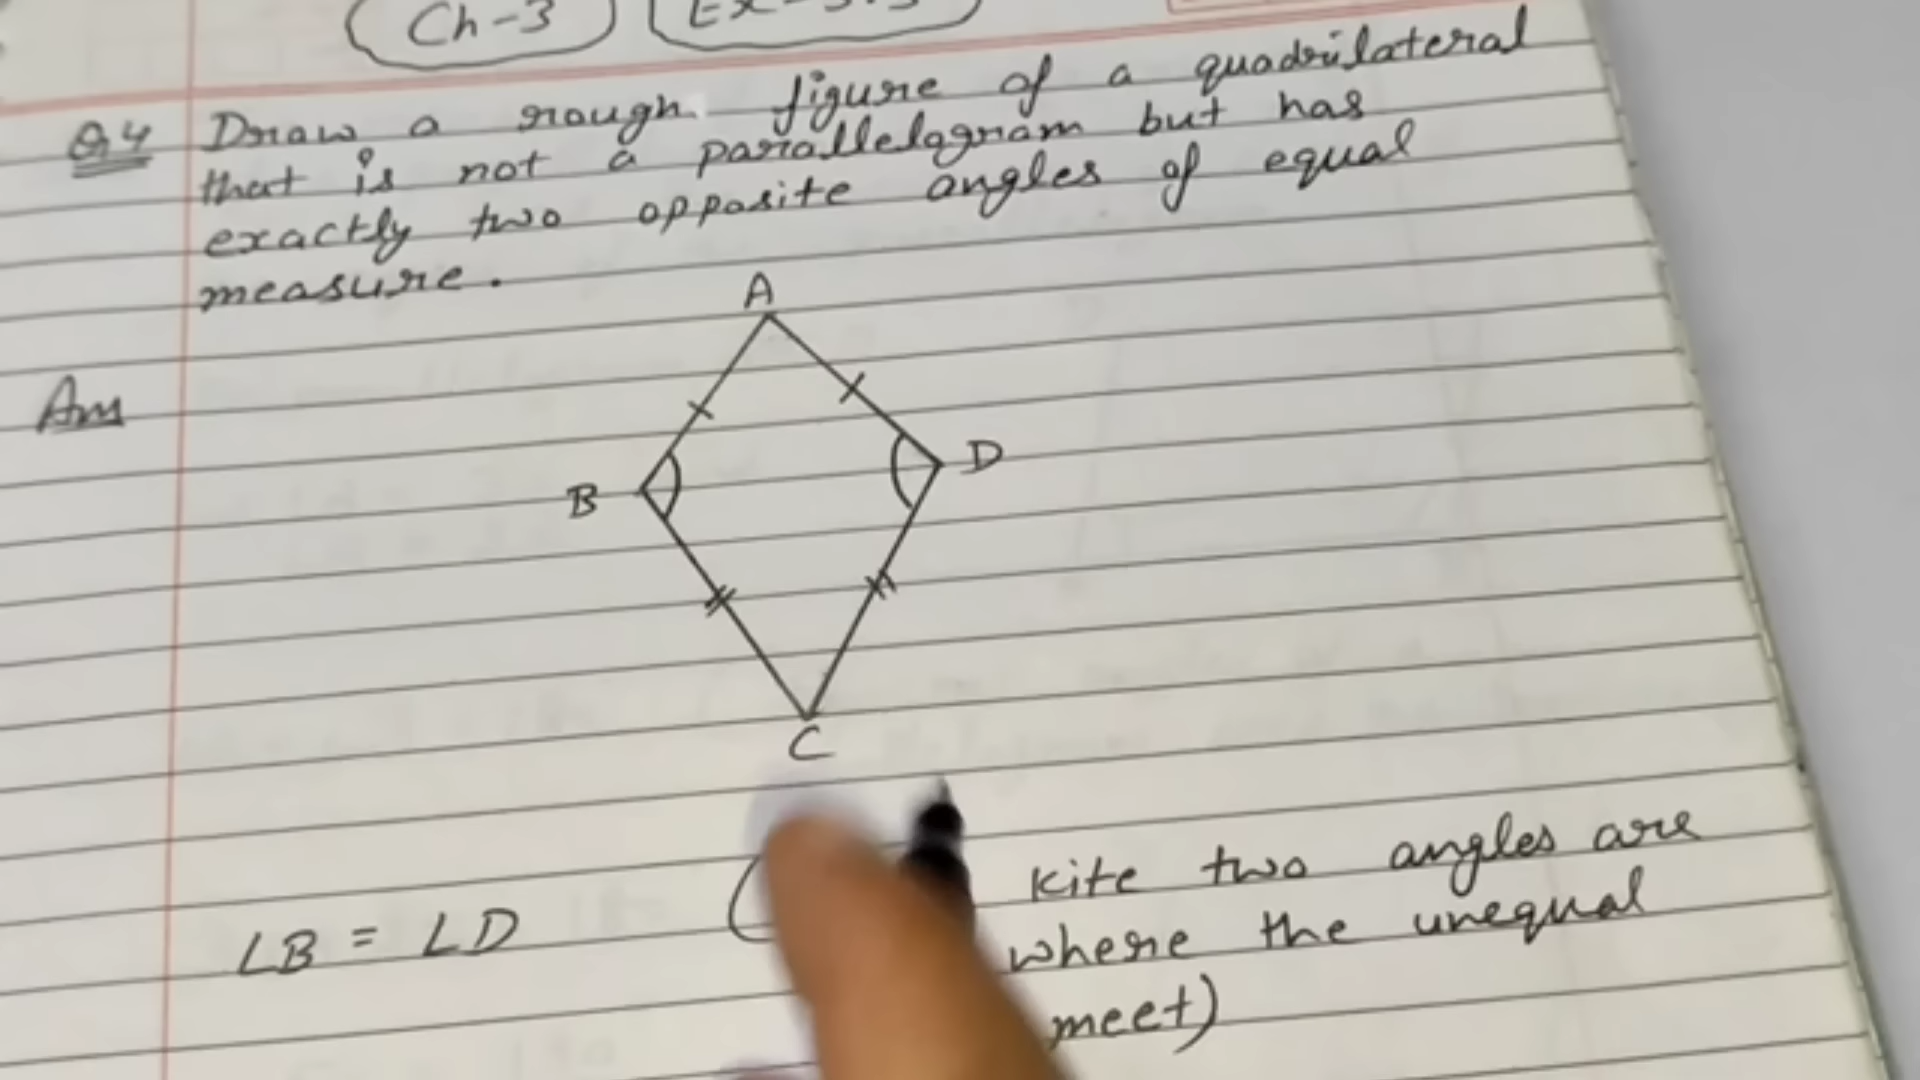 Ch-3
Q4 Draw a rough figure of a quadrilateral
that is not a parallelogram but has
exactly two opposite angles of equal
measure.
Ans
A
B
D
C
∠B = ∠D
( kite two angles are
where the unequal
meet)